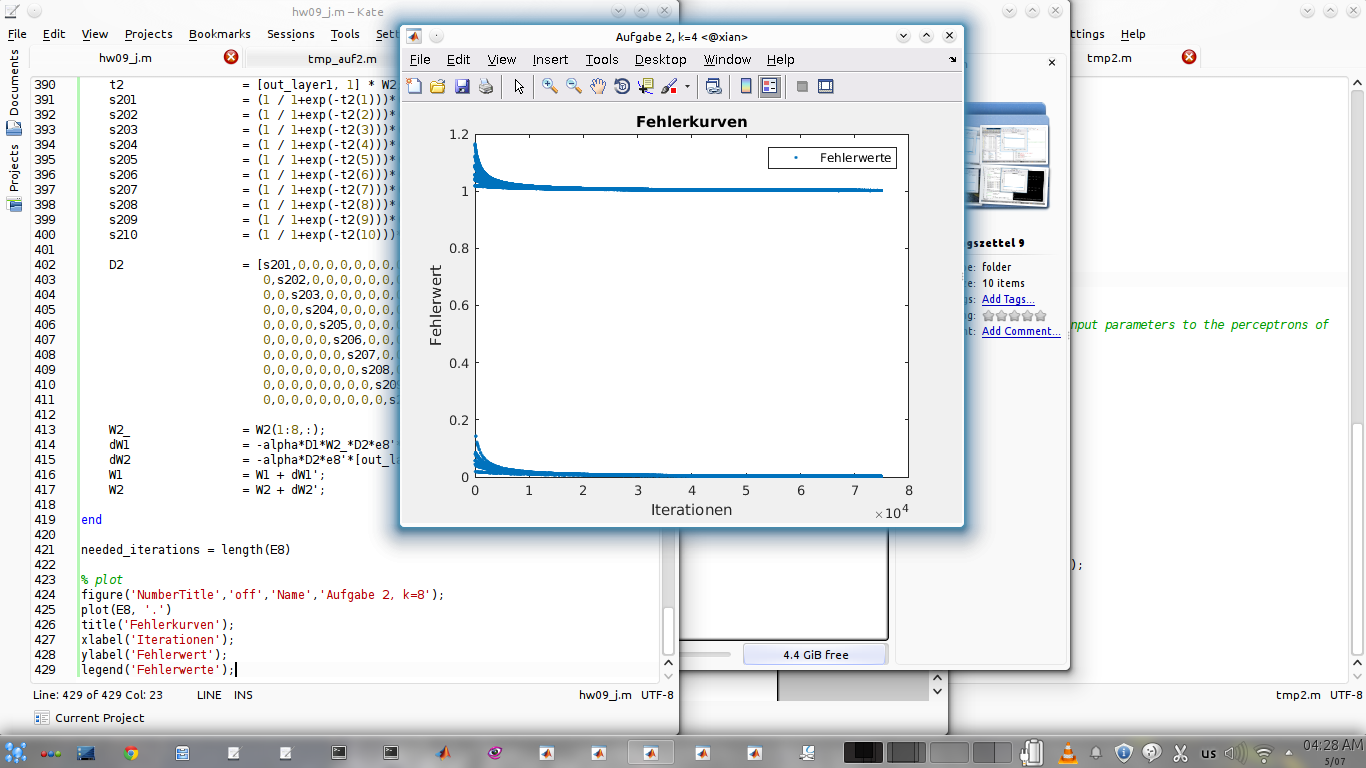 hw09_j.m – Kate
File Edit View Projects Bookmarks Sessions Tools
hw09_j.m
tmp_auf2.m
Documents
Projects
390 t2 = [out_layer1, 1] * W2
391 s201 = (1 / 1+exp(-t2(1)))*
392 s202 = (1 / 1+exp(-t2(2)))*
393 s203 = (1 / 1+exp(-t2(3)))*
394 s204 = (1 / 1+exp(-t2(4)))*
395 s205 = (1 / 1+exp(-t2(5)))*
396 s206 = (1 / 1+exp(-t2(6)))*
397 s207 = (1 / 1+exp(-t2(7)))*
398 s208 = (1 / 1+exp(-t2(8)))*
399 s209 = (1 / 1+exp(-t2(9)))*
400 s210 = (1 / 1+exp(-t2(10)))
401
402 D2 = [s201,0,0,0,0,0,0,0,
403 0,s202,0,0,0,0,0,0,
404 0,0,s203,0,0,0,0,0,
405 0,0,0,s204,0,0,0,0,
406 0,0,0,0,s205,0,0,0,
407 0,0,0,0,0,s206,0,0,
408 0,0,0,0,0,0,s207,0,
409 0,0,0,0,0,0,0,s208,
410 0,0,0,0,0,0,0,0,s209
411 0,0,0,0,0,0,0,0,0,s
412
413 W2_ = W2(1:8,:);
414 dW1 = -alpha*D1*W2_*D2*e8'*
415 dW2 = -alpha*D2*e8'*[out_la
416 W1 = W1 + dW1';
417 W2 = W2 + dW2';
418
419 end
420
421 needed_iterations = length(E8)
422
423 % plot
424 figure('NumberTitle','off','Name','Aufgabe 2, k=8');
425 plot(E8, '.')
426 title('Fehlerkurven');
427 xlabel('Iterationen');
428 ylabel('Fehlerwert');
429 legend('Fehlerwerte');
Line: 429 of 429 Col: 23 LINE INS hw09_j.m UTF-8
Current Project
Aufgabe 2, k=4 <@xian>
File Edit View Insert Tools Desktop Window Help
Fehlerkurven
Fehlerwerte
1.2
1
0.8
0.6
0.4
0.2
0
Fehlerwert
0 1 2 3 4 5 6 7 8
Iterationen
×10^4
gszettel 9
e: folder
e: 10 items
s: Add Tags...
g:
t: Add Comment...
4.4 GiB free
ttings Help
tmp2.m
nput parameters to the perceptrons of
);
tmp2.m UTF-8
us
04:28 AM
5/07